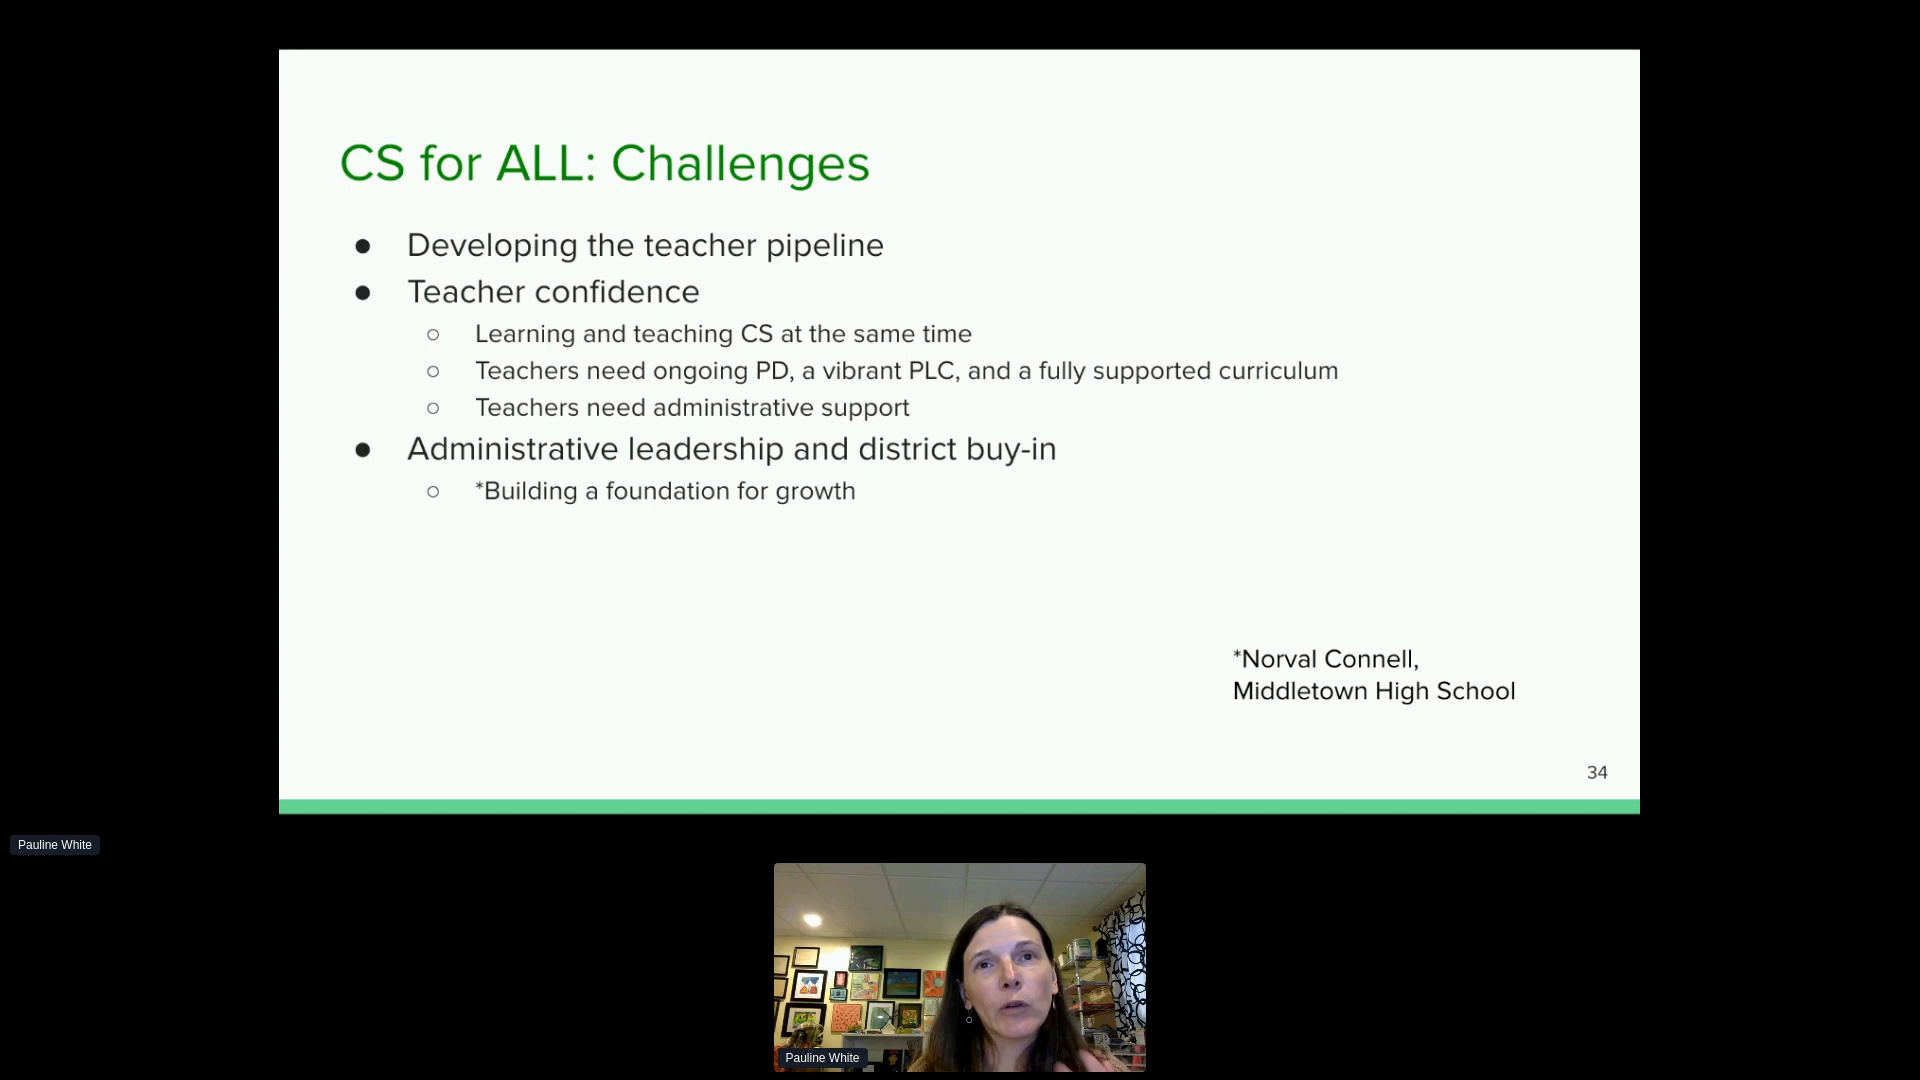 CS for ALL: Challenges
● Developing the teacher pipeline
● Teacher confidence
○ Learning and teaching CS at the same time
○ Teachers need ongoing PD, a vibrant PLC, and a fully supported curriculum
○ Teachers need administrative support
● Administrative leadership and district buy-in
○ *Building a foundation for growth
*Norval Connell,
Middletown High School
34
Pauline White
Pauline White